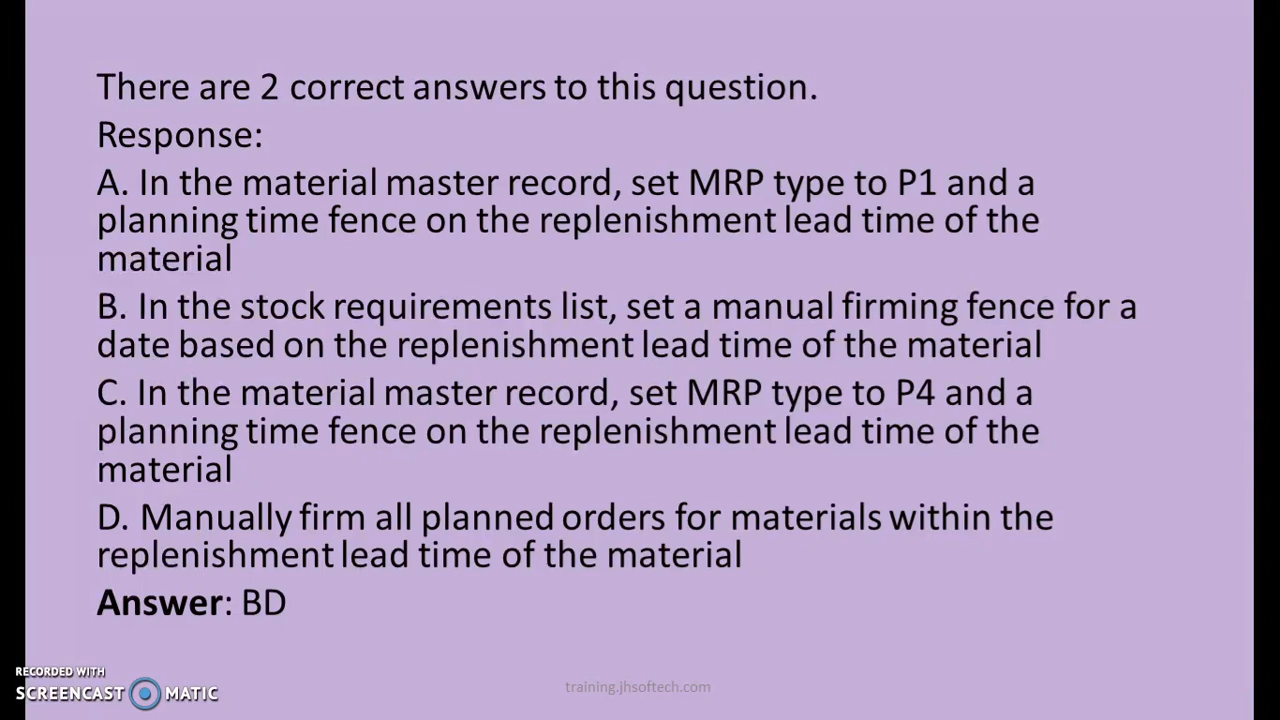 There are 2 correct answers to this question.
Response:
A. In the material master record, set MRP type to P1 and a
planning time fence on the replenishment lead time of the
material
B. In the stock requirements list, set a manual firming fence for a
date based on the replenishment lead time of the material
C. In the material master record, set MRP type to P4 and a
planning time fence on the replenishment lead time of the
material
D. Manually firm all planned orders for materials within the
replenishment lead time of the material
Answer: BD
RECORDED WITH
SCREENCAST MATIC
training.jhsoftech.com